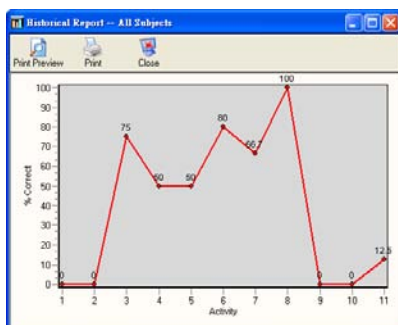 Historical Report -- All Subjects
Print Preview Print Close
100
90
80
70
60
50
40
30
20
10
0
% Correct
0 0 75 50 50 80 66.7 100 0 0 12.5
1 2 3 4 5 6 7 8 9 10 11
Activity